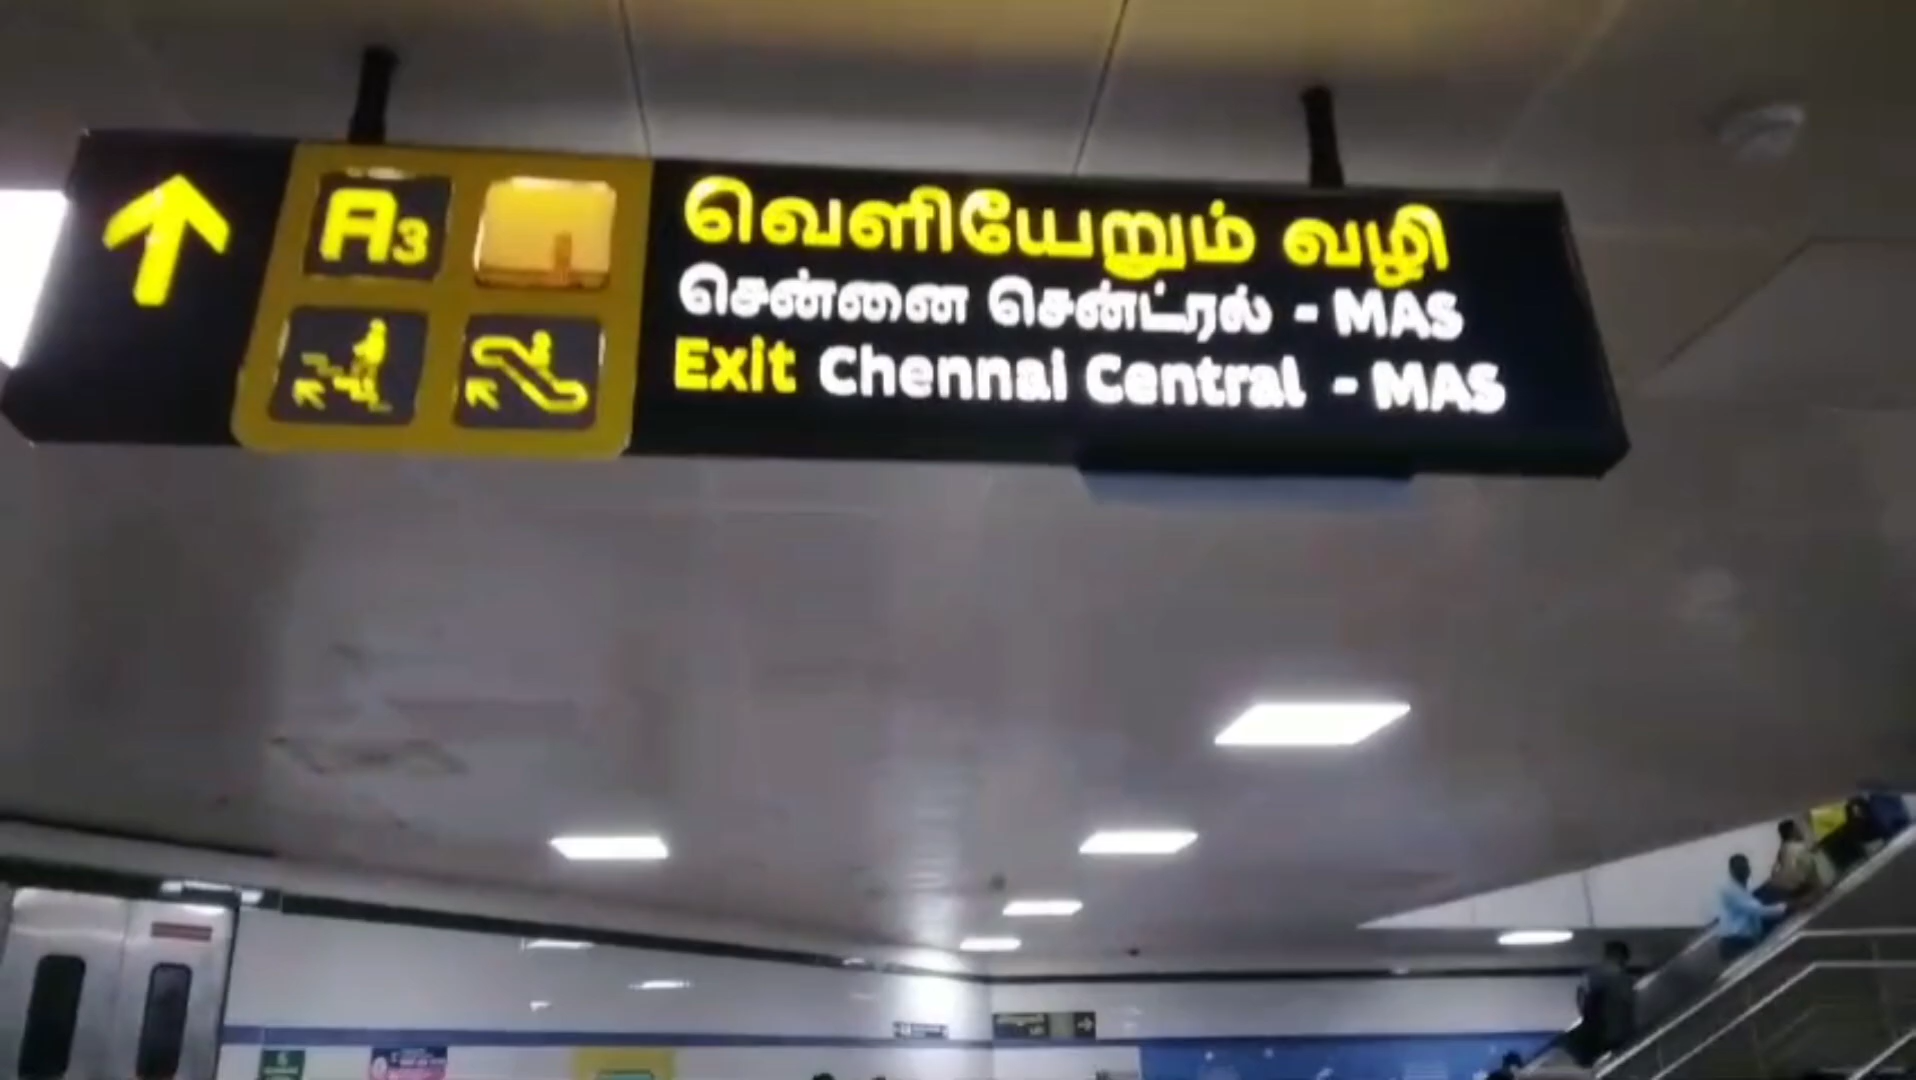 A3
வெளியேறும் வழி
சென்னை சென்ட்ரல் - MAS
Exit Chennai Central - MAS